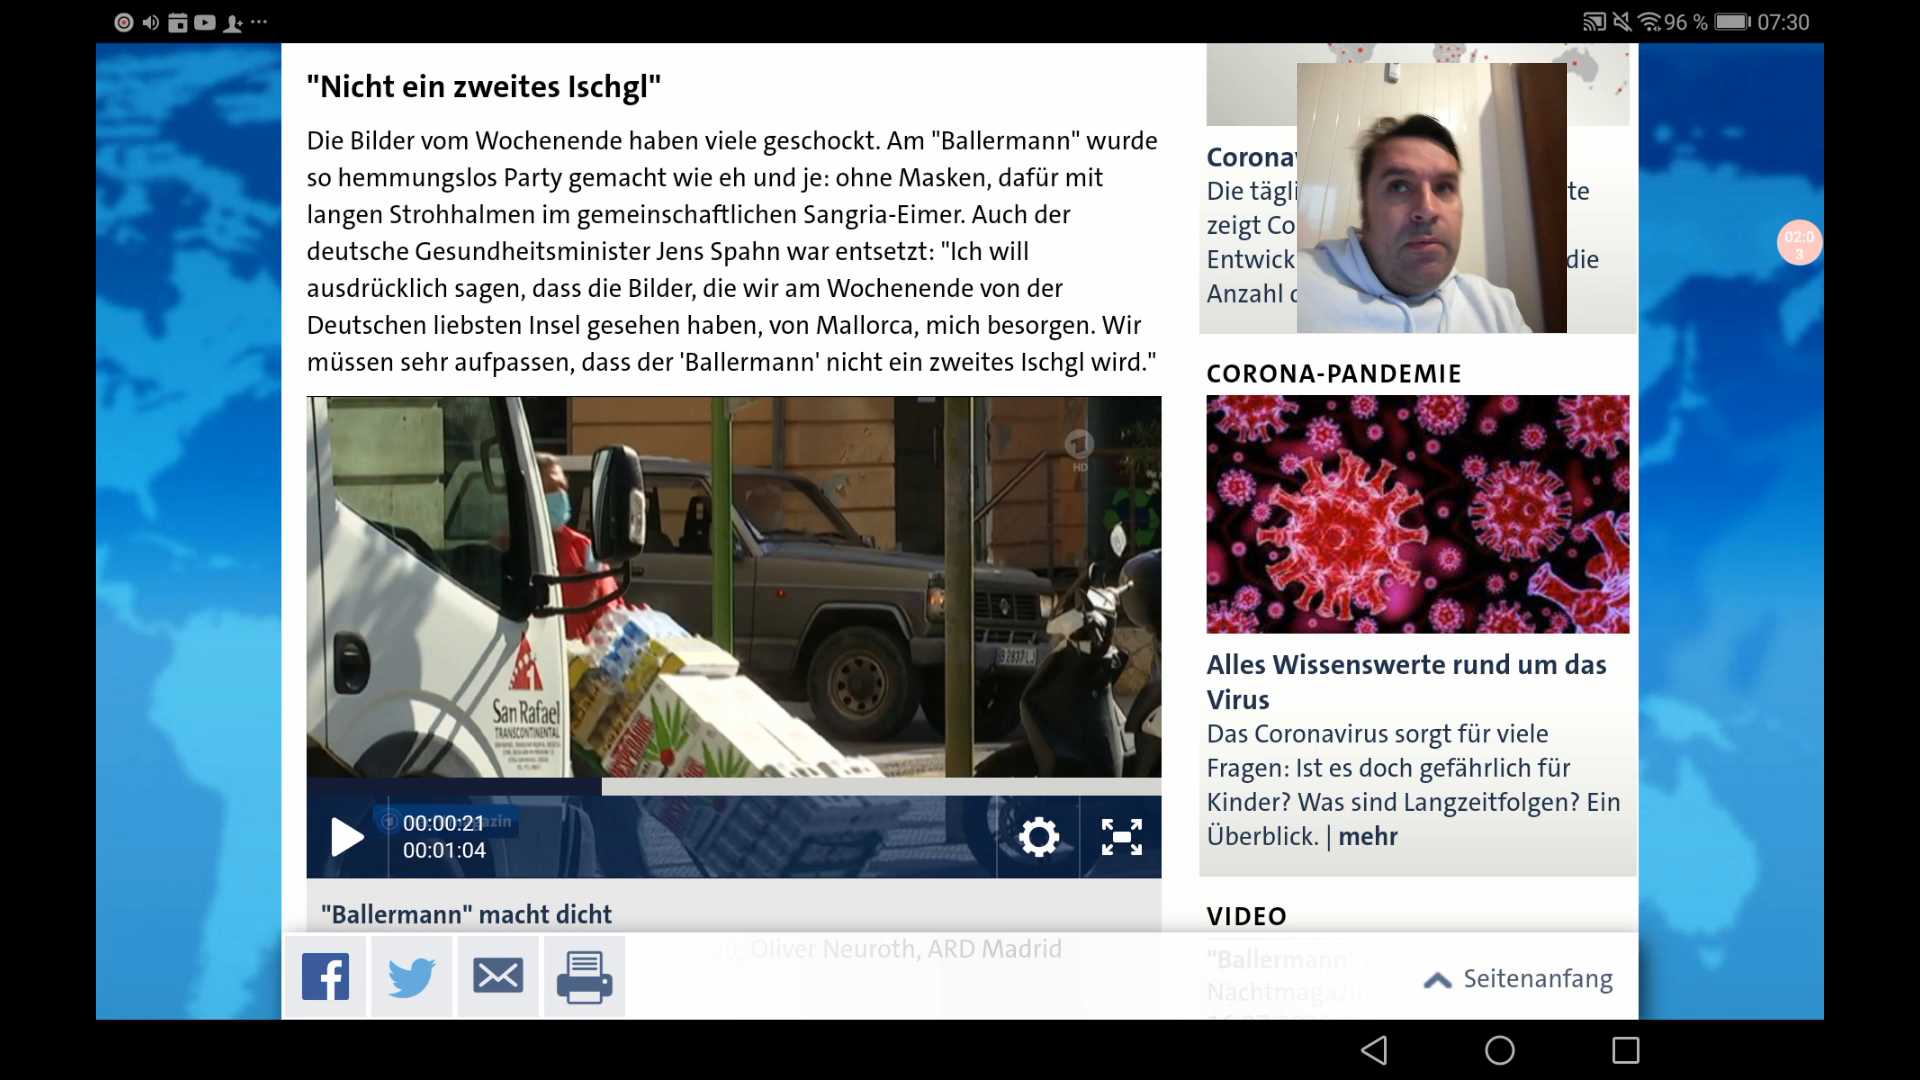 96 % 07:30
"Nicht ein zweites Ischgl"
Die Bilder vom Wochenende haben viele geschockt. Am "Ballermann" wurde
so hemmungslos Party gemacht wie eh und je: ohne Masken, dafür mit
langen Strohhalmen im gemeinschaftlichen Sangria-Eimer. Auch der
deutsche Gesundheitsminister Jens Spahn war entsetzt: "Ich will
ausdrücklich sagen, dass die Bilder, die wir am Wochenende von der
Deutschen liebsten Insel gesehen haben, von Mallorca, mich besorgen. Wir
müssen sehr aufpassen, dass der 'Ballermann' nicht ein zweites Ischgl wird."
HD
San Rafael
TRANSCONTINENTAL
00:00:21
00:01:04
"Ballermann" macht dicht
Oliver Neuroth, ARD Madrid
Die tägli te
zeigt Co
Entwick die
Anzahl
02:0
3
CORONA-PANDEMIE
Alles Wissenswerte rund um das
Virus
Das Coronavirus sorgt für viele
Fragen: Ist es doch gefährlich für
Kinder? Was sind Langzeitfolgen? Ein
Überblick. | mehr
VIDEO
"Ballermann"
Nachtmagazin
Seitenanfang